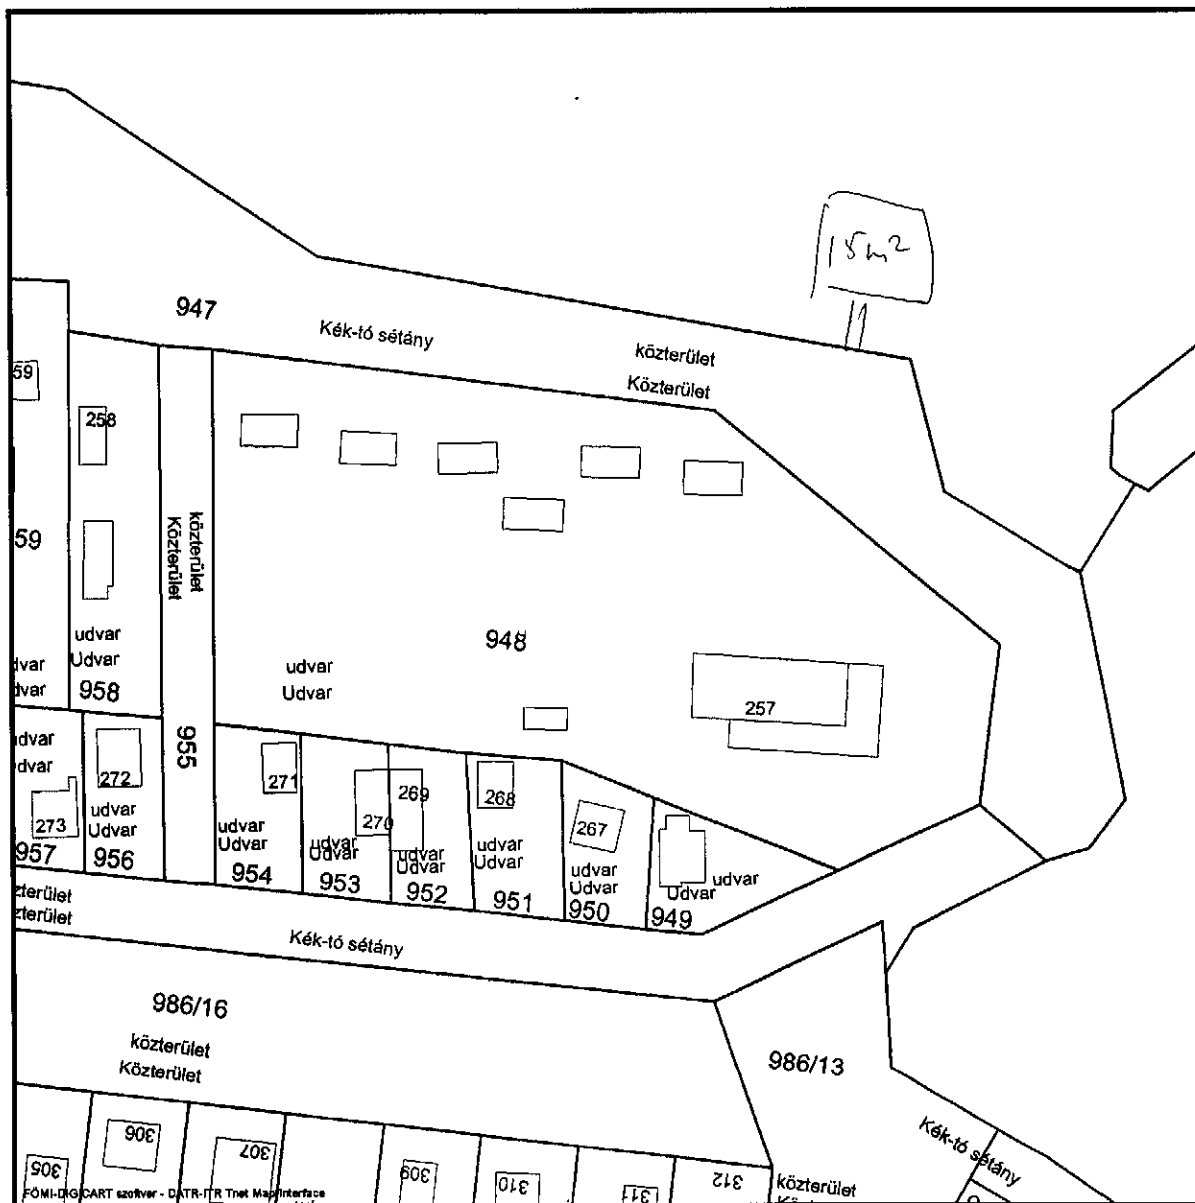 15m²
947
Kék-tó sétány
közterület
Közterület
59
258
59
közterület
Közterület
948
udvar
Udvar
udvar
Udvar
958
257
955
udvar
272
271
269
268
270
267
273
957
udvar
Udvar
956
udvar
Udvar
954
udvar
Udvar
953
udvar
Udvar
952
udvar
Udvar
951
udvar
Udvar
950
udvar
Udvar
949
Kék-tó sétány
986/16
közterület
Közterület
986/13
Kék-tó sétány
305
306
307
309
310
311
312
közterület
FÖMI-DIGICART szoftver - DATR-ITR Tnet Map Interface